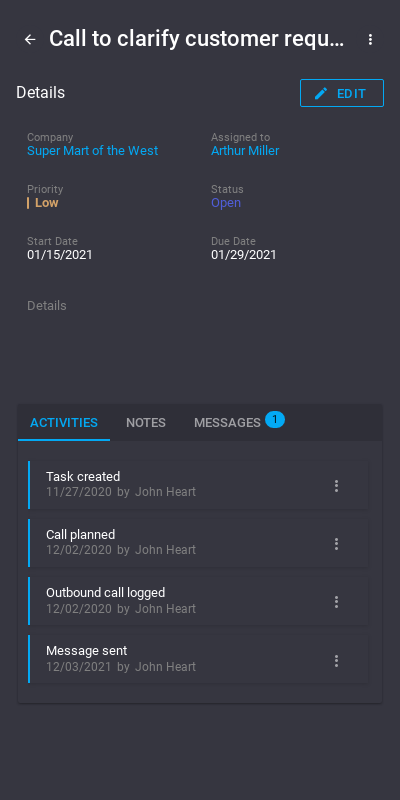 Call to clarify customer requ...
Details
EDIT
Company
Assigned to
Super Mart of the West
Arthur Miller
Priority
Status
Low
Open
Start Date
Due Date
01/15/2021
01/29/2021
Details
ACTIVITIES
NOTES
MESSAGES
1
Task created
11/27/2020 by John Heart
Call planned
12/02/2020 by John Heart
Outbound call logged
12/02/2020 by John Heart
Message sent
12/03/2021 by John Heart